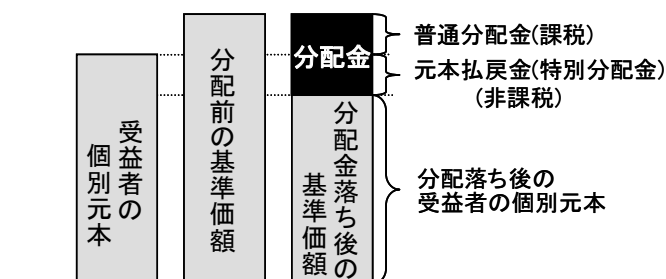 受益者の
個別元本
分配前の基準価額
分配金
分配金落ち後の
基準価額
普通分配金(課税)
元本払戻金(特別分配金)
(非課税)
分配落ち後の
受益者の個別元本